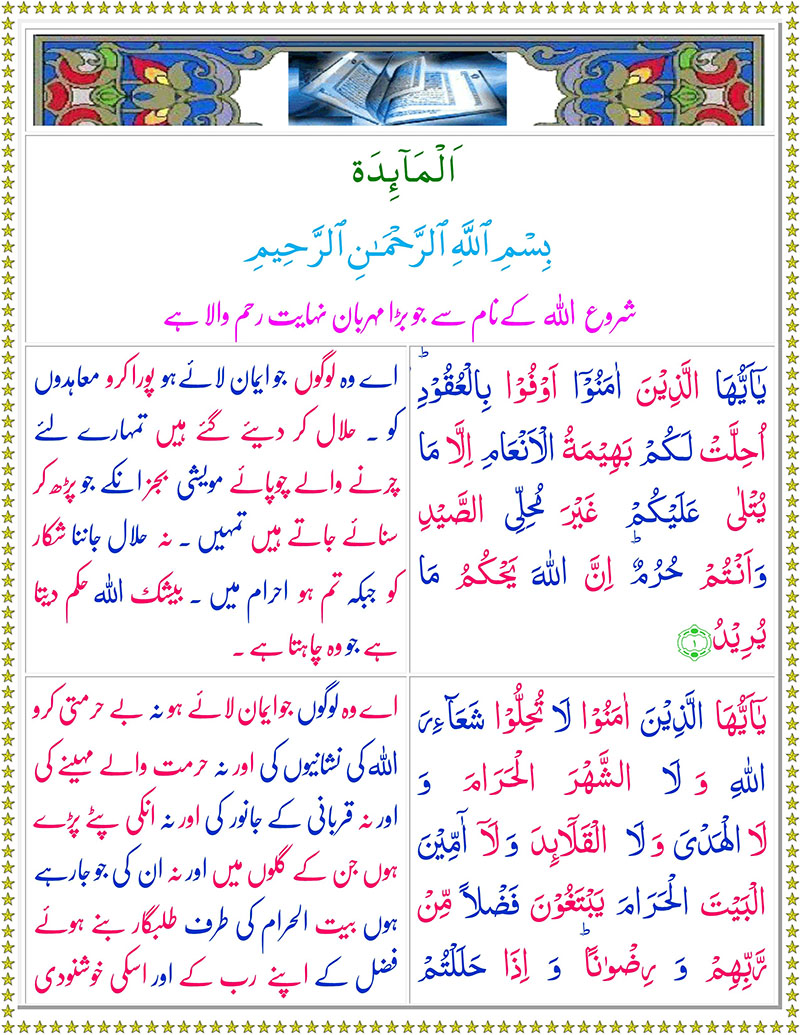 اَلْمَآئِدَة
بِسْمِ ٱللَّهِ ٱلرَّحْمَـٰنِ ٱلرَّحِيمِ
شروع اللہ کے نام سے جو بڑا مہربان نہایت رحم والا ہے
يٰۤاَيُّهَا الَّذِيْنَ اٰمَنُوْۤا اَوْفُوْا بِالْعُقُوْدِ ؕ
اُحِلَّتْ لَـكُمْ بَهِيْمَةُ الْاَنْعَامِ اِلَّا مَا
يُتْلٰى عَلَيْكُمْ غَيْرَ مُحِلِّى الصَّيْدِ
وَاَنْـتُمْ حُرُمٌ ؕ اِنَّ اللّٰهَ يَحْكُمُ مَا
يُرِيْدُ ﴿۱﴾
اے وہ لوگوں جو ایمان لائے ہو پورا کرو معاہدوں
کو ۔ حلال کر دیئے گئے ہیں تمہارے لئے
چرنے والے چوپائے مویشی بجز انکے جو پڑھ کر
سنائے جاتے ہیں تمہیں ۔ نہ حلال جاننا شکار
کو جبکہ تم ہو احرام میں ۔ بیشک اللہ حکم دیتا
ہے جو وہ چاہتا ہے ۔
يٰۤاَيُّهَا الَّذِيْنَ اٰمَنُوْا لَا تُحِلُّوْا شَعَآٮِٕرَ
اللّٰهِ وَ لَا الشَّهْرَ الْحَـرَامَ وَ
لَا الْهَدْىَ وَ لَا الْقَلَاۤٮِٕدَ وَ لَاۤ آٰمِّيْنَ
الْبَيْتَ الْحَـرَامَ يَبْتَغُوْنَ فَضْلًا مِّنْ
رَّبِّهِمْ وَ رِضْوٰنًا ؕ وَ اِذَا حَلَلْتُمْ
اے وہ لوگوں جو ایمان لائے ہو نہ بے حرمتی کرو
اللہ کی نشانیوں کی اور نہ حرمت والے مہینے کی
اور نہ قربانی کے جانور کی اور نہ انکی پٹے پڑے
ہوں جن کے گلوں میں اور نہ ان کی جو جا رہے
ہوں بیت الحرام کی طرف طلبگار بنے ہوئے
فضل کے اپنے رب کے اور اسکی خوشنودی